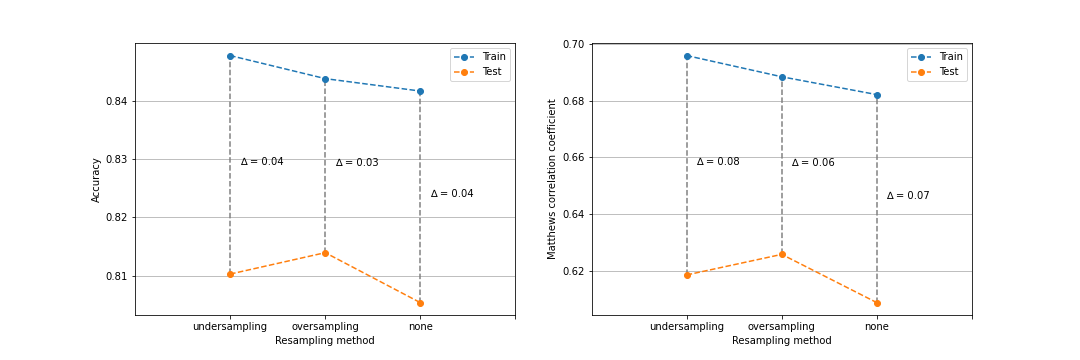 Train
Test
0.84
0.83
0.82
0.81
Accuracy
Δ = 0.04
Δ = 0.03
Δ = 0.04
undersampling
oversampling
none
Resampling method
Train
Test
0.70
0.68
0.66
0.64
0.62
Matthews correlation coefficient
Δ = 0.08
Δ = 0.06
Δ = 0.07
undersampling
oversampling
none
Resampling method